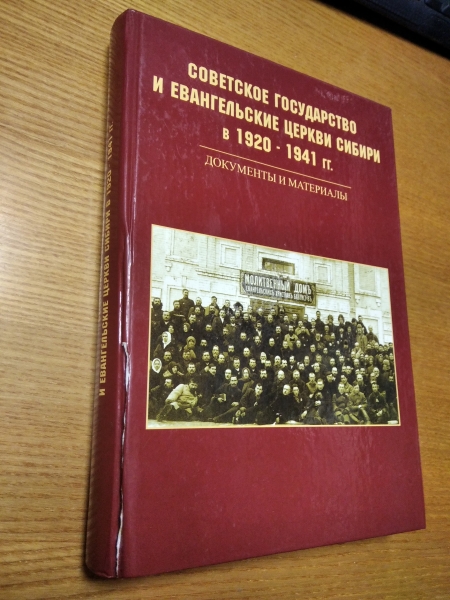 СОВЕТСКОЕ ГОСУДАРСТВО
И ЕВАНГЕЛЬСКИЕ ЦЕРКВИ СИБИРИ
в 1920 - 1941 гг.
ДОКУМЕНТЫ И МАТЕРИАЛЫ
МОЛИТВЕННЫЙ ДОМЪ
И ЕВАНГЕЛЬСКИЕ ЦЕРКВИ СИБИРИ в 1920 - 1941 гг.